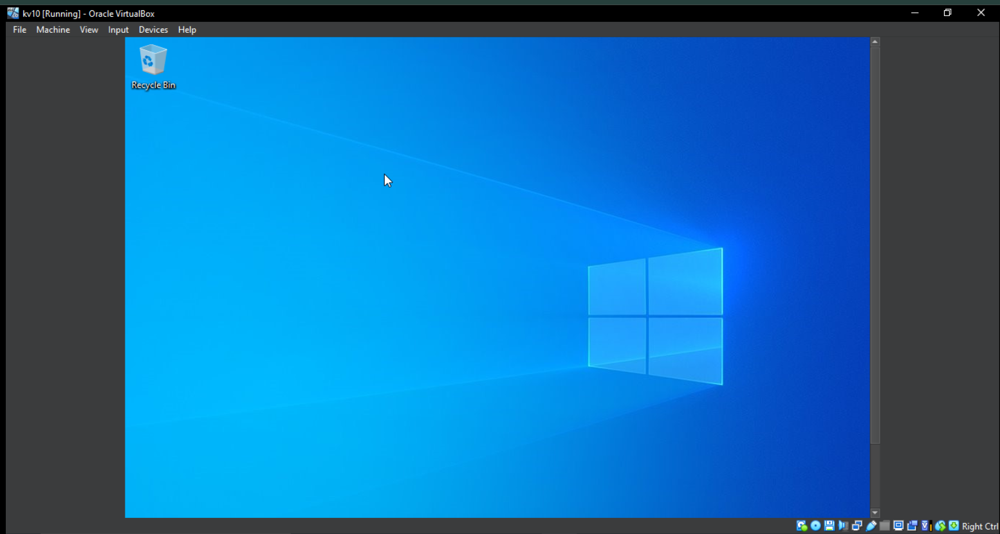 kv10 [Running] - Oracle VirtualBox
File Machine View Input Devices Help
Recycle Bin
Right Ctrl